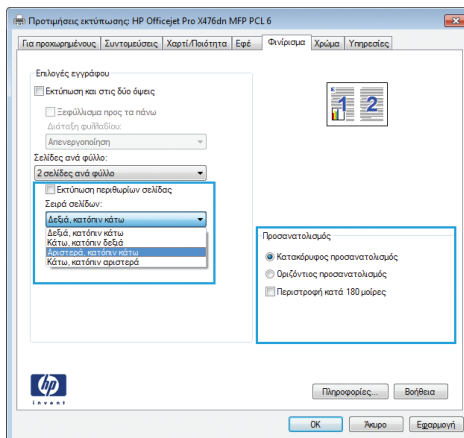 Προτιμήσεις εκτύπωσης: HP Officejet Pro X476dn MFP PCL 6
Για προχωρημένους Συντομεύσεις Χαρτί/Ποιότητα Εφέ Φινίρισμα Χρώμα Υπηρεσίες
Επιλογές εγγράφου
Εκτύπωση και στις δύο όψεις
Ξεφύλλισμα προς τα πάνω
Διάταξη φυλλαδίου:
Απενεργοποίηση
Σελίδες ανά φύλλο:
2 σελίδες ανά φύλλο
Εκτύπωση περιθωρίων σελίδας
Σειρά σελίδων:
Δεξιά, κατόπιν κάτω
Δεξιά, κατόπιν κάτω
Κάτω, κατόπιν δεξιά
Αριστερά, κατόπιν κάτω
Κάτω, κατόπιν αριστερά
1 2
Προσανατολισμός
Κατακόρυφος προσανατολισμός
Οριζόντιος προσανατολισμός
Περιστροφή κατά 180 μοίρες
hp
invent
Πληροφορίες... Βοήθεια
OK Άκυρο Εφαρμογή